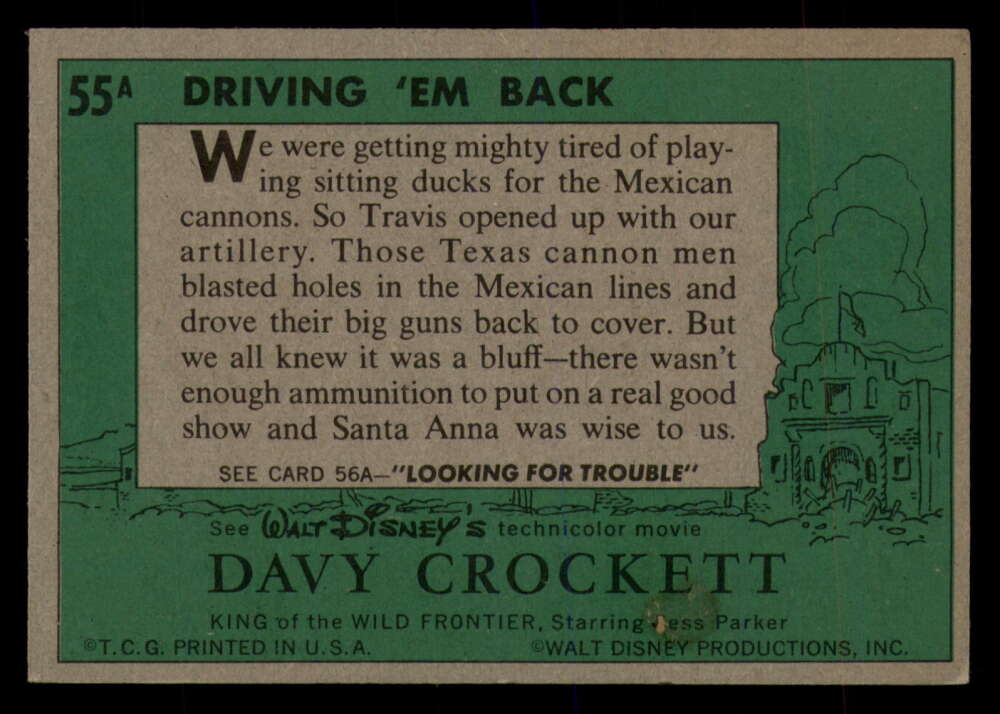 55A DRIVING 'EM BACK
We were getting mighty tired of play-
ing sitting ducks for the Mexican
cannons. So Travis opened up with our
artillery. Those Texas cannon men
blasted holes in the Mexican lines and
drove their big guns back to cover. But
we all knew it was a bluff—there wasn't
enough ammunition to put on a real good
show and Santa Anna was wise to us.
SEE CARD 56A—"LOOKING FOR TROUBLE"
See WALT DISNEY'S technicolor movie
DAVY CROCKETT
KING of the WILD FRONTIER, Starring Fess Parker
©T.C.G. PRINTED IN U.S.A. ©WALT DISNEY PRODUCTIONS, INC.